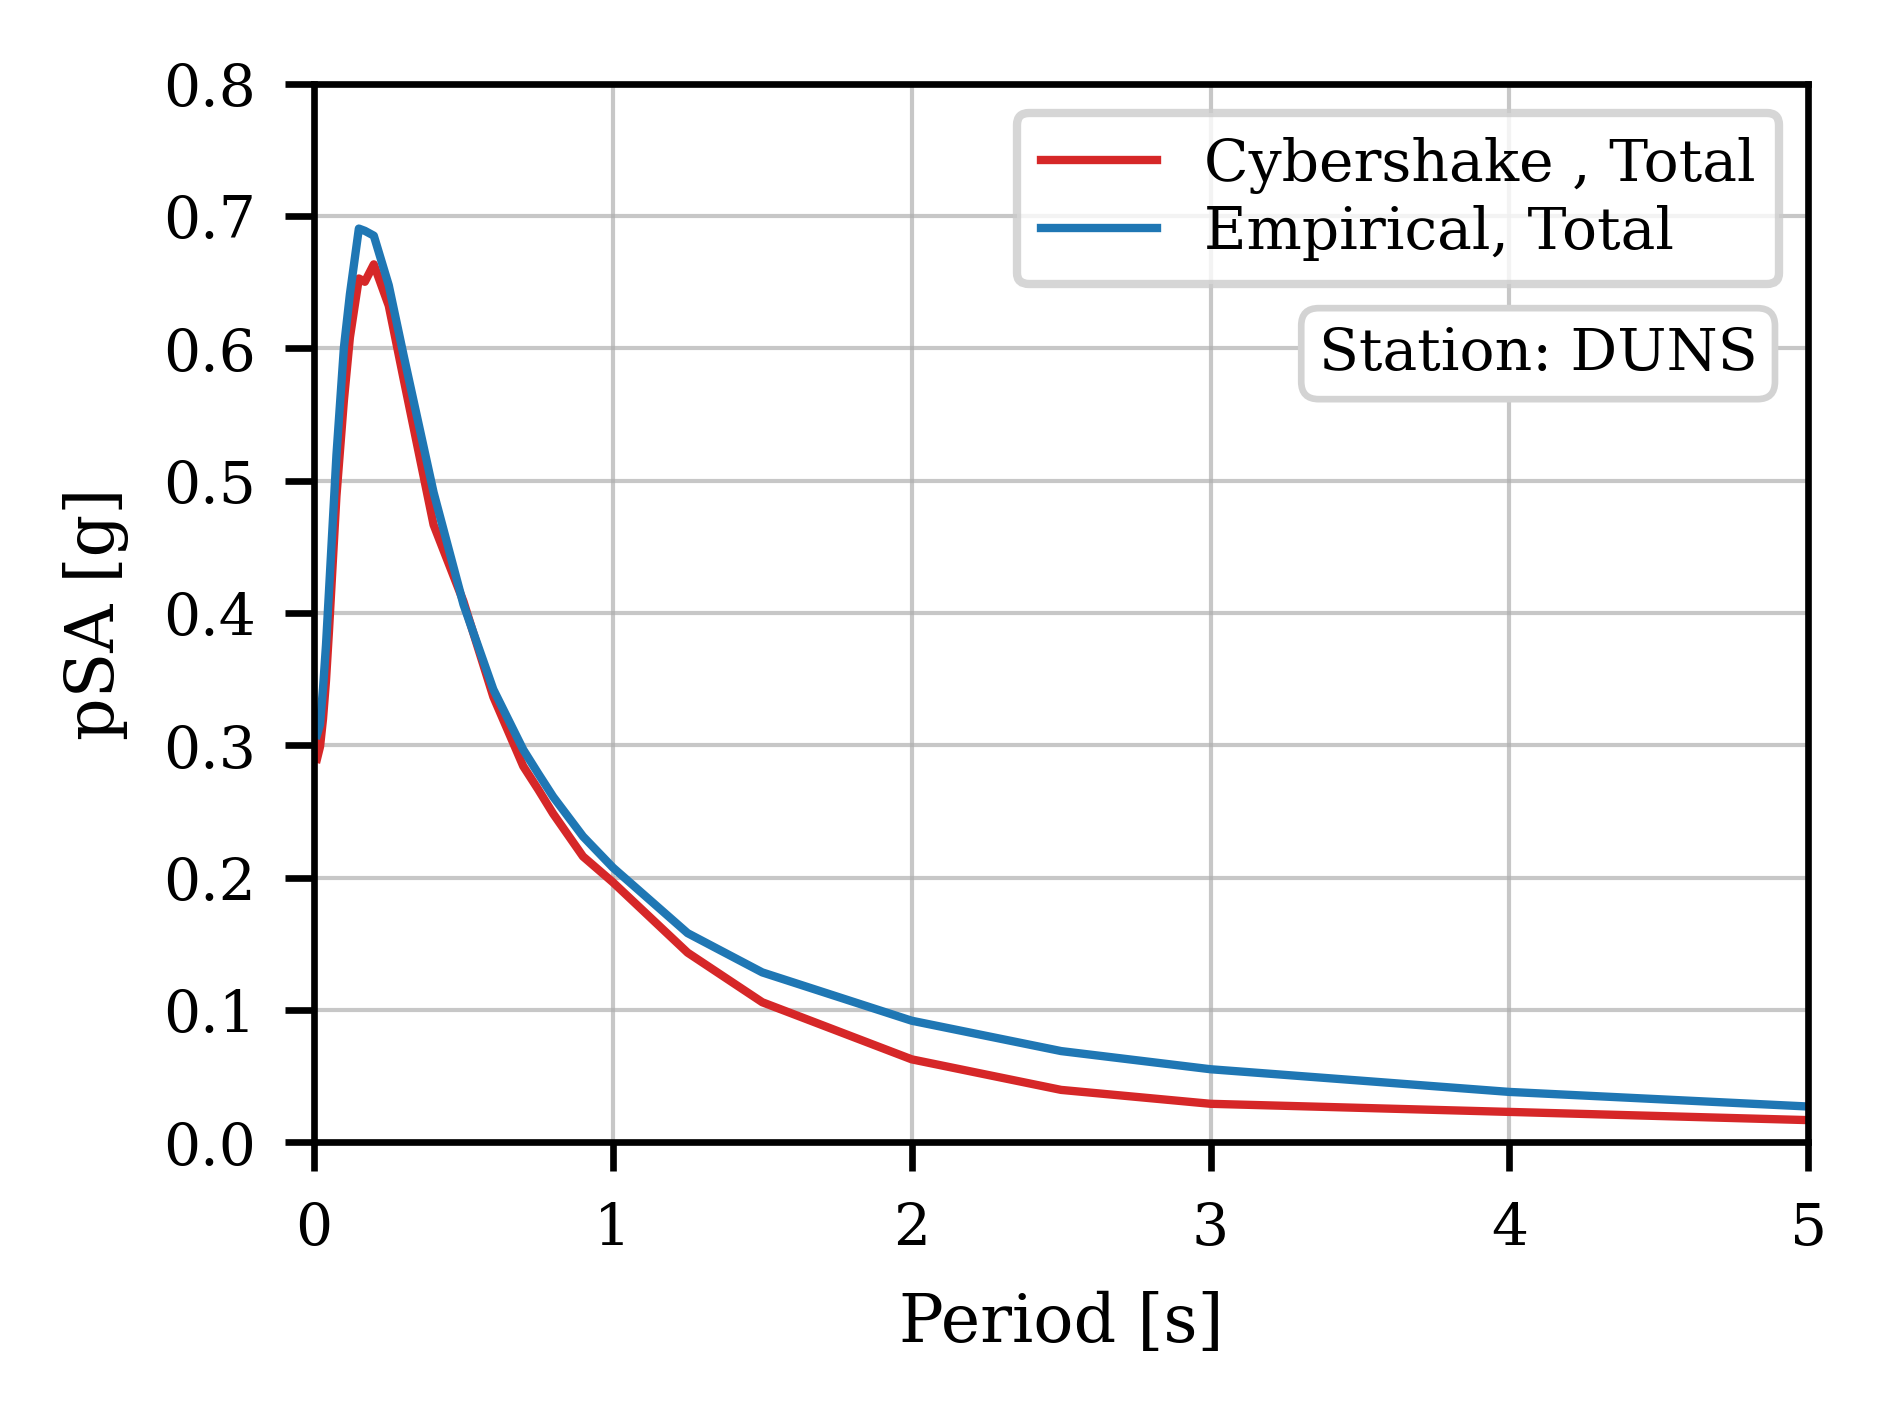 0.8
0.7
0.6
0.5
0.4
0.3
0.2
0.1
0.0
pSA [g]
Cybershake , Total
Empirical, Total
Station: DUNS
0 1 2 3 4 5
Period [s]